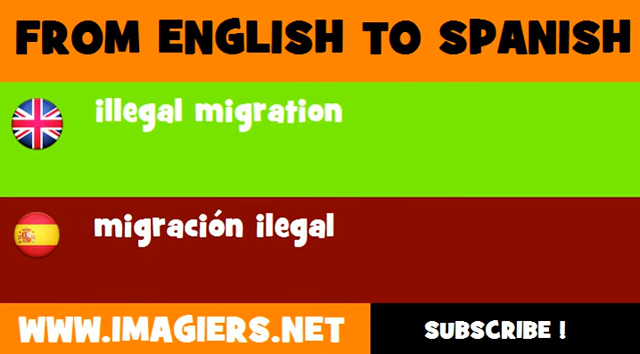 FROM ENGLISH TO SPANISH
illegal migration
migración ilegal
WWW.IMAGIERS.NET
SUBSCRIBE !